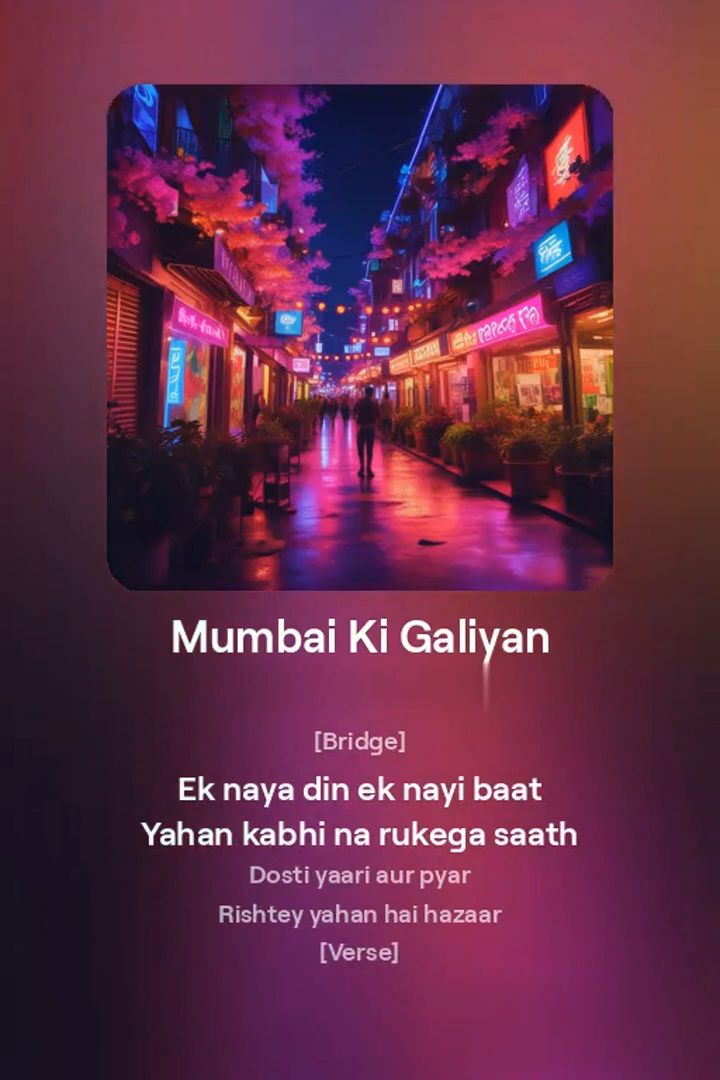 Mumbai Ki Galiyan
[Bridge]
Ek naya din ek nayi baat
Yahan kabhi na rukega saath
Dosti yaari aur pyar
Rishtey yahan hai hazaar
[Verse]